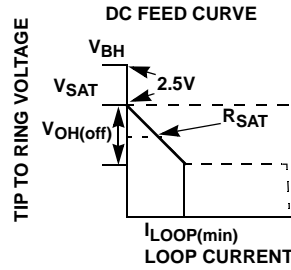 DC FEED CURVE
TIP TO RING VOLTAGE
VBH
2.5V
VSAT
RSAT
VOH(off)
ILOOP(min)
LOOP CURRENT